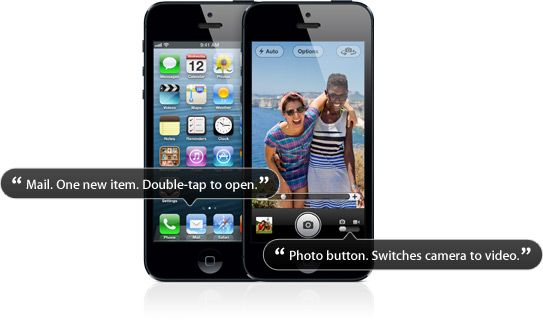 9:41 AM
Messages
Calendar
Photos
Wednesday
12
Videos
Maps
Weather
Notes
Reminders
Clock
Settings
Phone
Mail
Safari
Auto
Options
“ Mail. One new item. Double-tap to open.”
“ Photo button. Switches camera to video.”